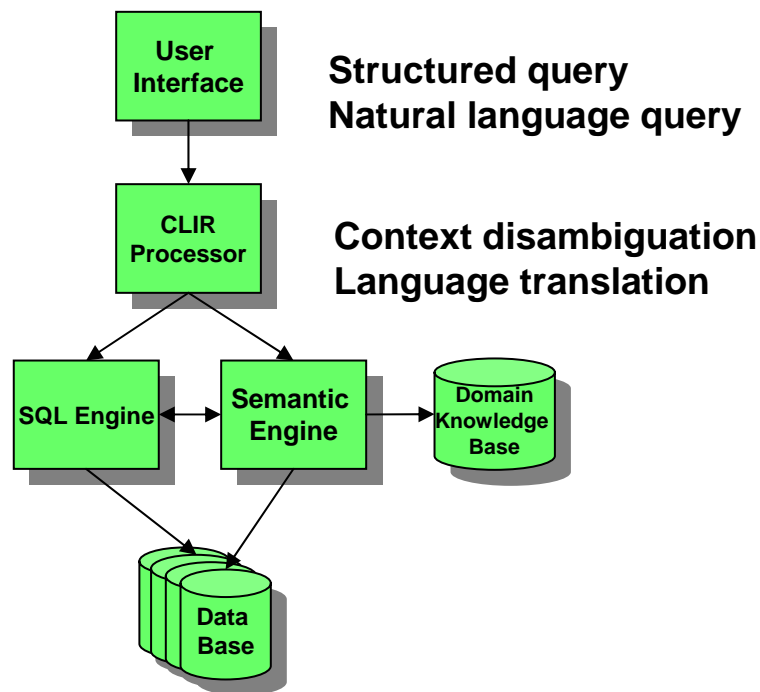 User
Interface
Structured query
Natural language query
CLIR
Processor
Context disambiguation
Language translation
SQL Engine
Semantic
Engine
Domain
Knowledge
Base
Data
Base